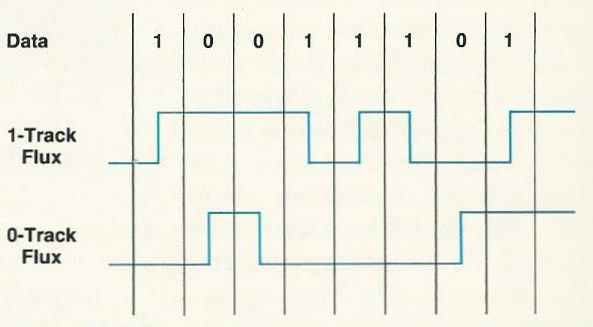 Data 1 0 0 1 1 1 0 1
1-Track
Flux
0-Track
Flux